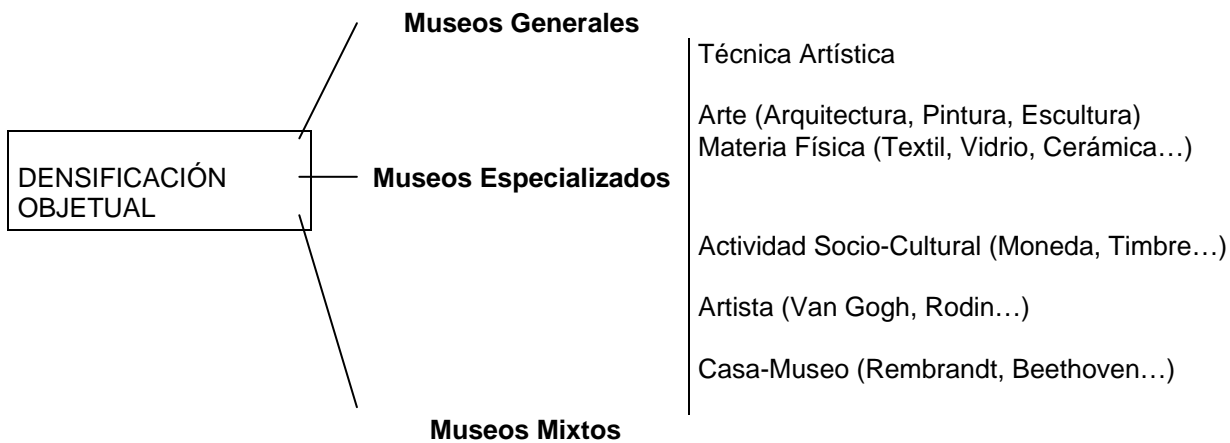 Museos Generales
Técnica Artística
Arte (Arquitectura, Pintura, Escultura)
Materia Física (Textil, Vidrio, Cerámica…)
DENSIFICACIÓN
OBJETUAL
Museos Especializados
Actividad Socio-Cultural (Moneda, Timbre…)
Artista (Van Gogh, Rodin…)
Casa-Museo (Rembrandt, Beethoven…)
Museos Mixtos